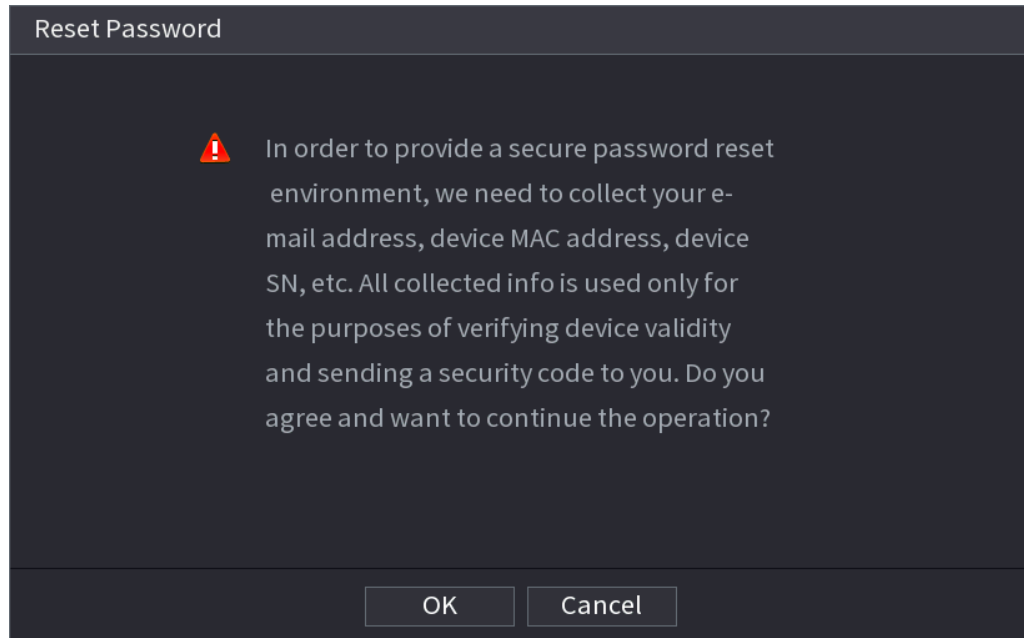 Reset Password
In order to provide a secure password reset
environment, we need to collect your e-
mail address, device MAC address, device
SN, etc. All collected info is used only for
the purposes of verifying device validity
and sending a security code to you. Do you
agree and want to continue the operation?
OK
Cancel